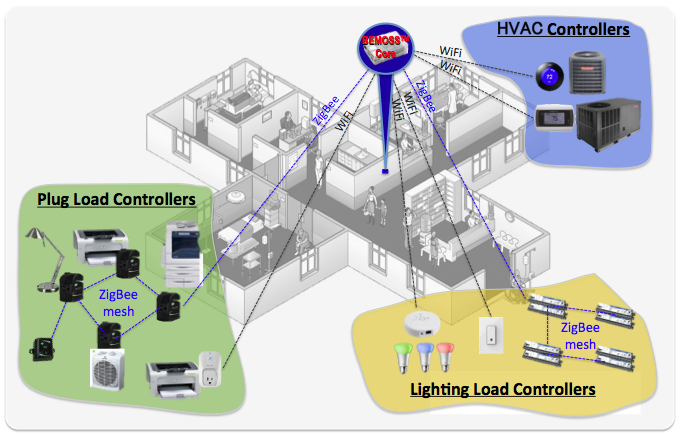 BEMOSS™
Core
HVAC Controllers
WiFi
WiFi
72
ZigBee
WiFi
WiFi
WiFi
ZigBee
Plug Load Controllers
ZigBee
mesh
ZigBee
mesh
Lighting Load Controllers